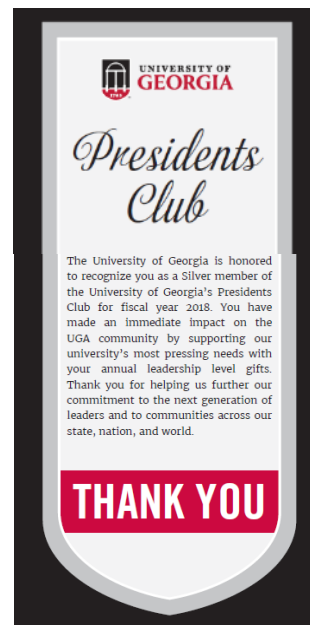 UNIVERSITY OF
GEORGIA
1785
Presidents
Club
The University of Georgia is honored
to recognize you as a Silver member of
the University of Georgia's Presidents
Club for fiscal year 2018. You have
made an immediate impact on the
UGA community by supporting our
university's most pressing needs with
your annual leadership level gifts.
Thank you for helping us further our
commitment to the next generation of
leaders and to communities across our
state, nation, and world.
THANK YOU